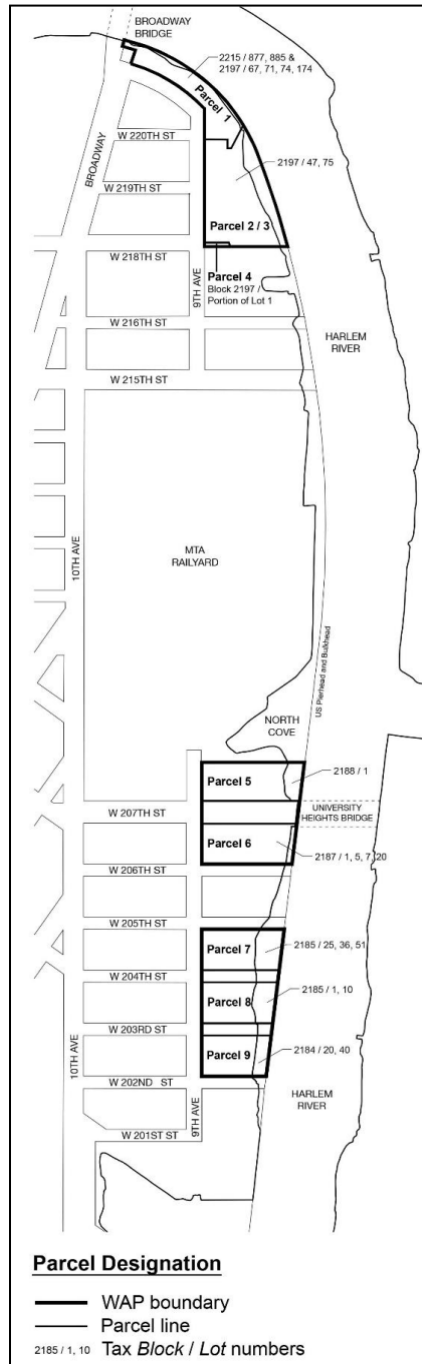 BROADWAY
BRIDGE
2215 / 877, 885 &
2197 / 67, 71, 74, 174
Parcel 1
W 220TH ST
BROADWAY
2197 / 47, 75
W 219TH ST
Parcel 2 / 3
W 218TH ST
9TH AVE
Parcel 4
Block 2197 /
Portion of Lot 1
W 216TH ST
HARLEM
RIVER
W 215TH ST
10TH AVE
MTA
RAILYARD
US Pierhead and Bulkhead
NORTH
COVE
Parcel 5
2188 / 1
W 207TH ST
UNIVERSITY
HEIGHTS BRIDGE
Parcel 6
2187 / 1, 5, 7, 20
W 206TH ST
W 205TH ST
Parcel 7
2185 / 25, 36, 51
W 204TH ST
Parcel 8
2185 / 1, 10
W 203RD ST
Parcel 9
2184 / 20, 40
10TH AVE
W 202ND ST
9TH AVE
HARLEM
RIVER
W 201ST ST
Parcel Designation
WAP boundary
Parcel line
2185 / 1, 10 Tax Block / Lot numbers